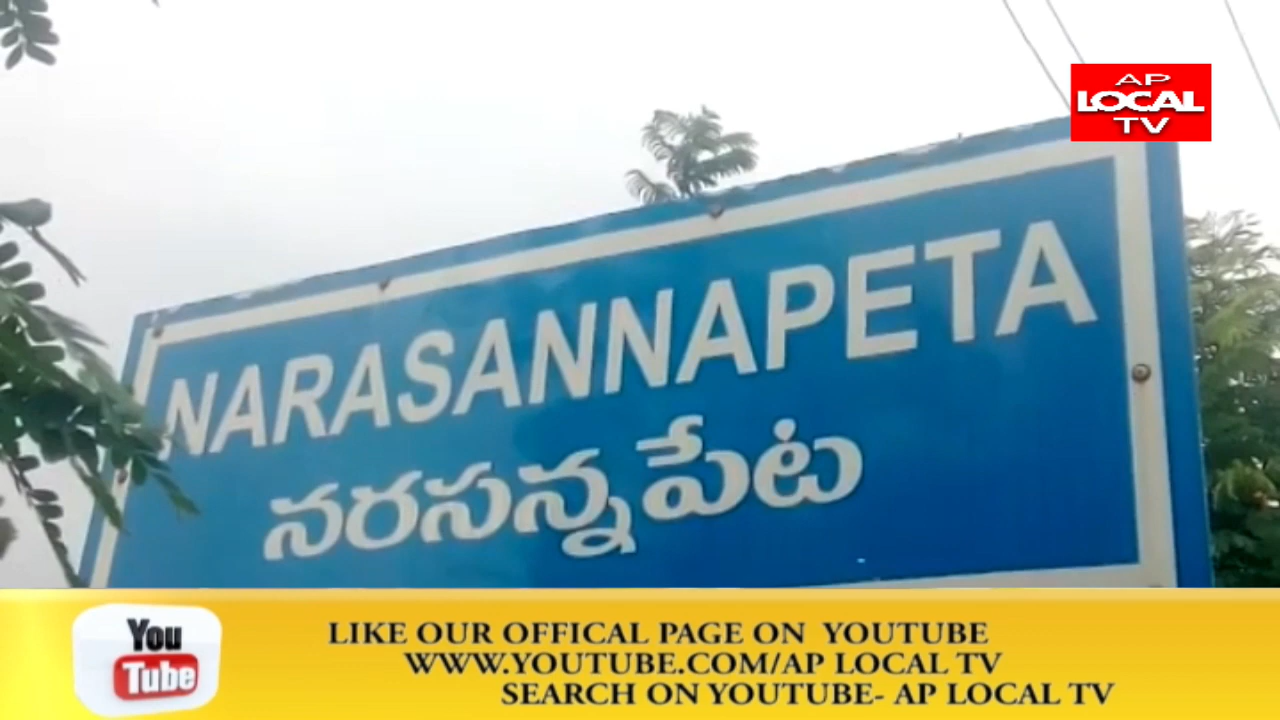 AP
LOCAL
TV
NARASANNAPETA
నరసన్నపేట
You
Tube
LIKE OUR OFFICAL PAGE ON YOUTUBE
WWW.YOUTUBE.COM/AP LOCAL TV
SEARCH ON YOUTUBE- AP LOCAL TV